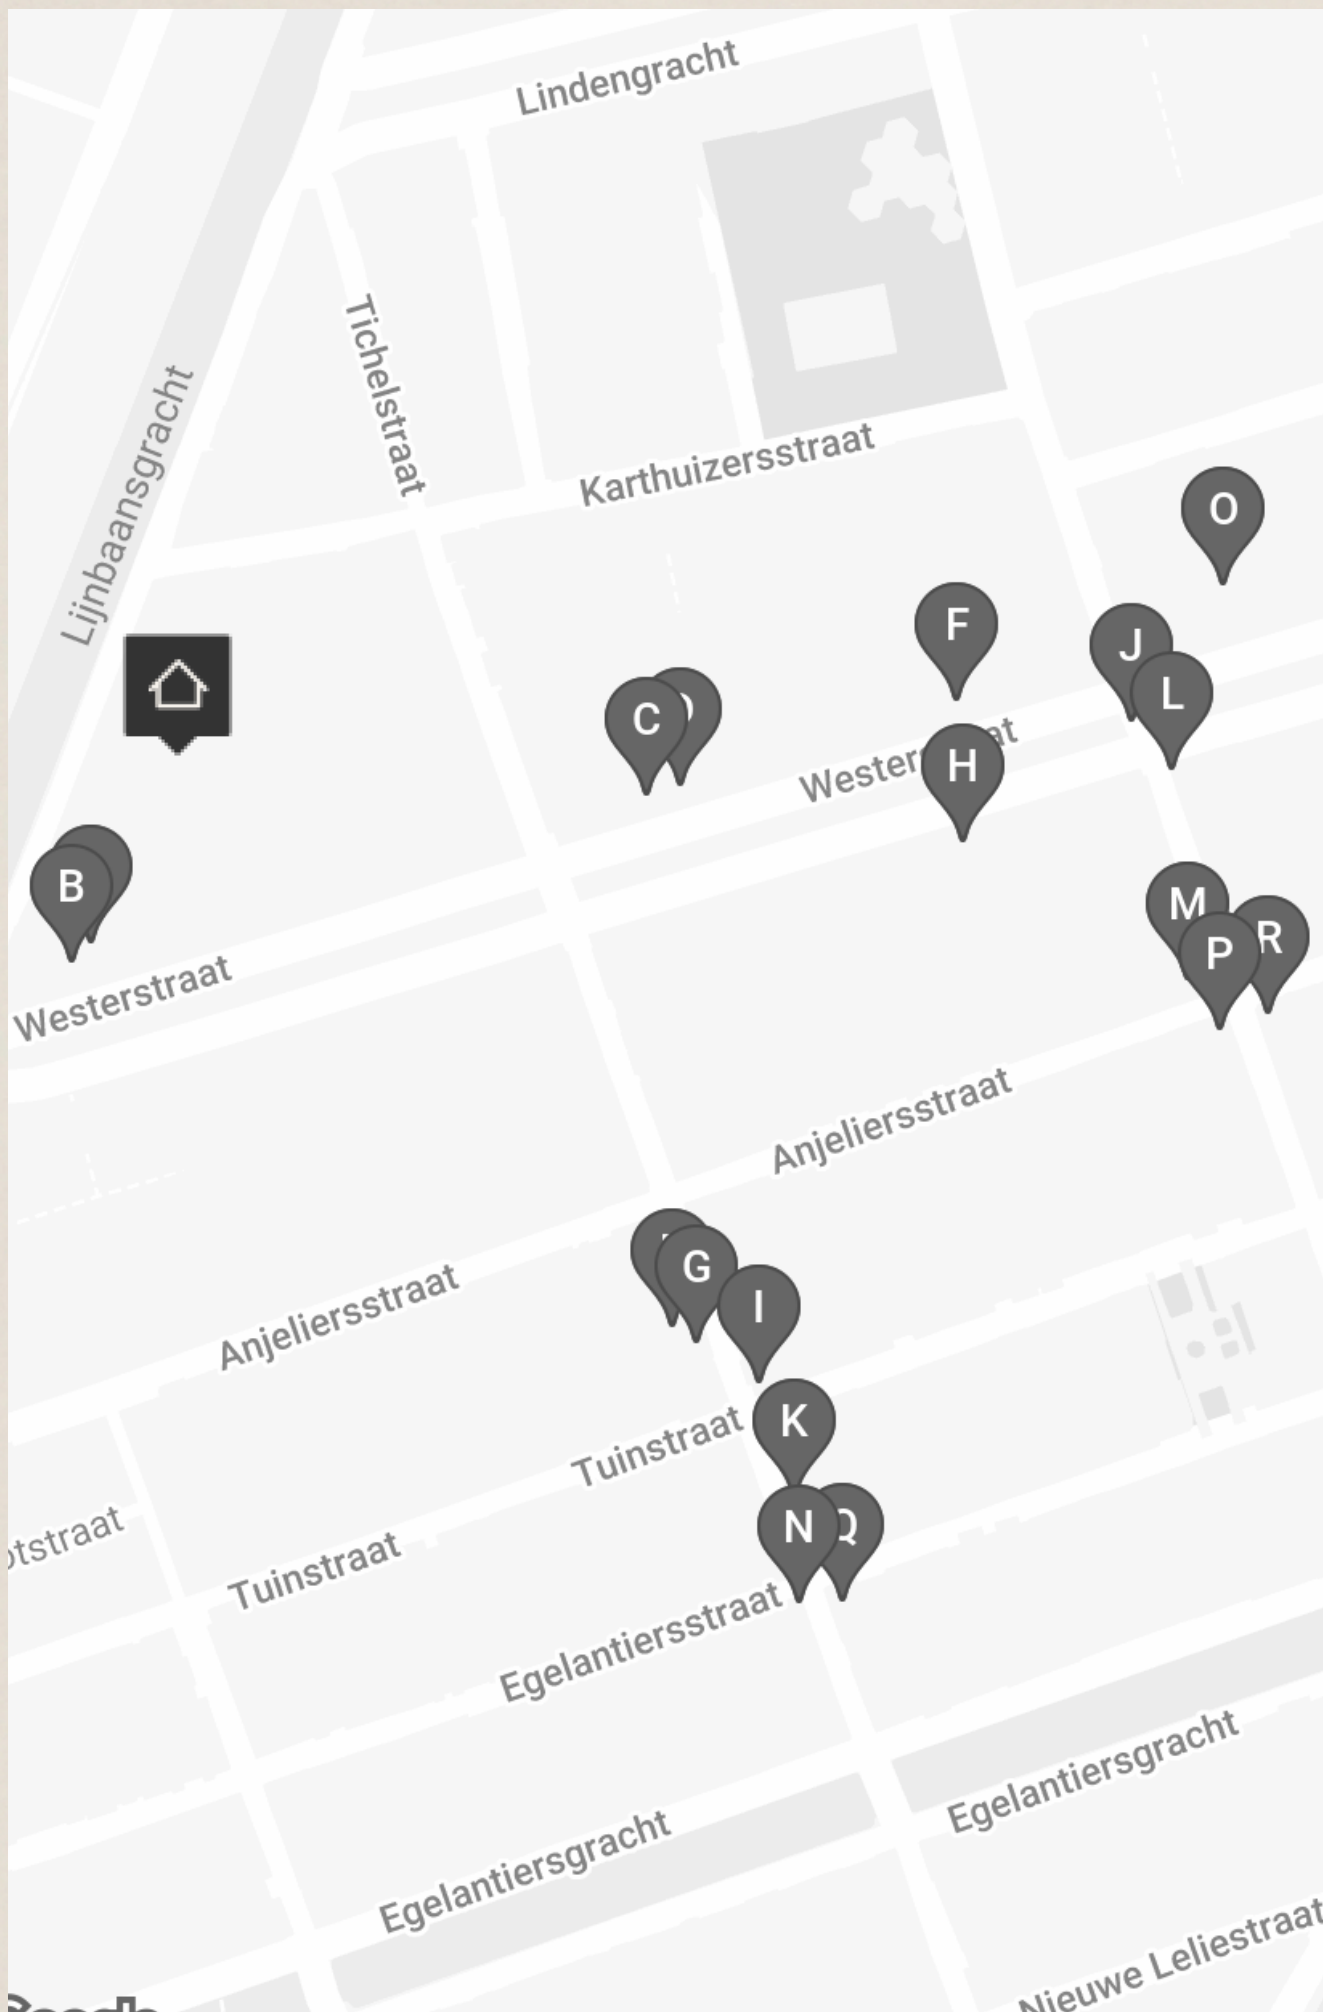 Lindengracht
Tichelstraat
Lijnbaansgracht
Karthuizersstraat
O
F
J
L
C
H
B
M
P
R
Westerstraat
Anjeliersstraat
G
I
Anjeliersstraat
K
Tuinstraat
N
Q
Tuinstraat
Egelantiersstraat
Egelantiersgracht
Egelantiersgracht
Nieuwe Leliestraat